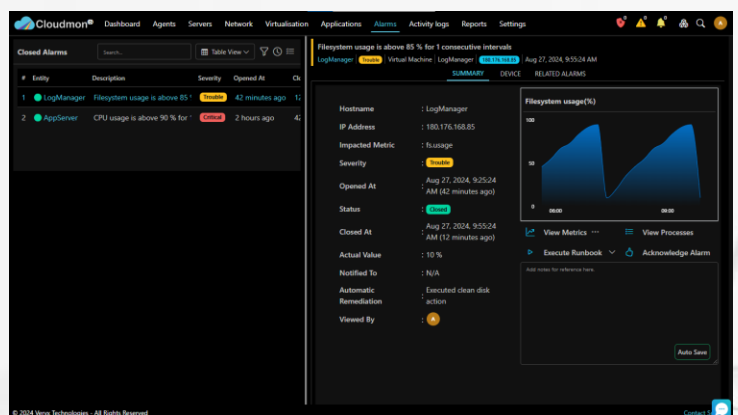 Cloudmon
Dashboard Agents Servers Network Virtualisation Applications Alarms Activity logs Reports Settings
Closed Alarms Search... Table View
# Entity Description Severity Opened At
1 LogManager Filesystem usage is above 85 Trouble 42 minutes ago 12
2 AppServer CPU usage is above 90 % for Critical 2 hours ago 42
Filesystem usage is above 85 % for 1 consecutive intervals
LogManager Trouble Virtual Machine LogManager 180.176.168.85 Aug 27, 2024, 9:55:24 AM
SUMMARY DEVICE RELATED ALARMS
Hostname : LogManager
IP Address : 180.176.168.85
Impacted Metric : fs.usage
Severity : Trouble
Opened At : Aug 27, 2024, 9:25:24
AM (42 minutes ago)
Status : Closed
Closed At : Aug 27, 2024, 9:55:24
AM (12 minutes ago)
Actual Value : 10 %
Notified To : N/A
Automatic
Remediation : Executed clean disk
action
Viewed By : A
Filesystem usage(%)
100
50
0
View Metrics ... View Processes
Execute Runbook Acknowledge Alarm
Add notes for reference here.
Auto Save
© 2024 Veryx Technologies - All Rights Reserved